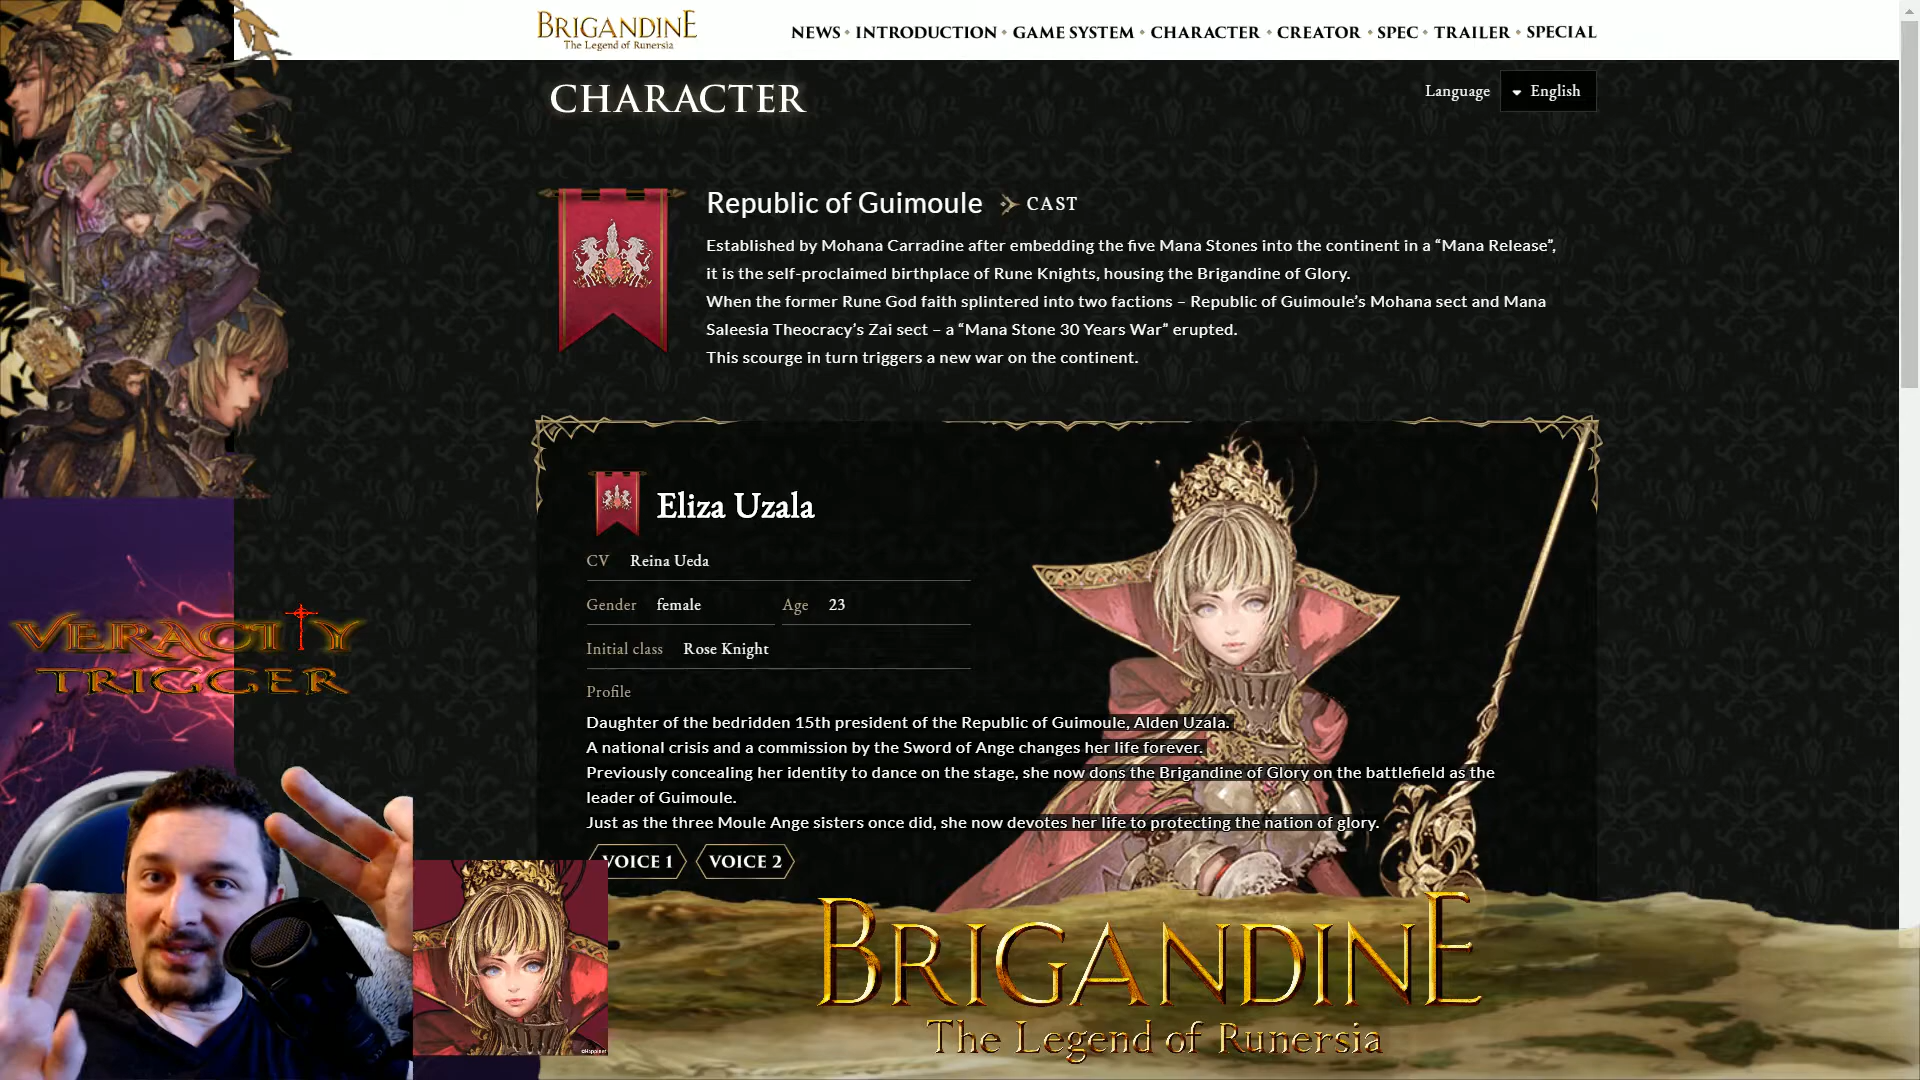 BRIGANDINE
The Legend of Runersia
NEWS INTRODUCTION GAME SYSTEM CHARACTER CREATOR SPEC TRAILER SPECIAL
CHARACTER
Language English
Republic of Guimoule CAST
Established by Mohana Carradine after embedding the five Mana Stones into the continent in a “Mana Release”,
it is the self-proclaimed birthplace of Rune Knights, housing the Brigandine of Glory.
When the former Rune God faith splintered into two factions – Republic of Guimoule’s Mohana sect and Mana
Saleesia Theocracy’s Zai sect – a “Mana Stone 30 Years War” erupted.
This scourge in turn triggers a new war on the continent.
Eliza Uzala
CV Reina Ueda
Gender female Age 23
Initial class Rose Knight
Profile
Daughter of the bedridden 15th president of the Republic of Guimoule, Alden Uzala.
A national crisis and a commission by the Sword of Ange changes her life forever.
Previously concealing her identity to dance on the stage, she now dons the Brigandine of Glory on the battlefield as the
leader of Guimoule.
Just as the three Moule Ange sisters once did, she now devotes her life to protecting the nation of glory.
VOICE 1 VOICE 2
VERACITY
TRIGGER
©Happinet
BRIGANDINE
The Legend of Runersia